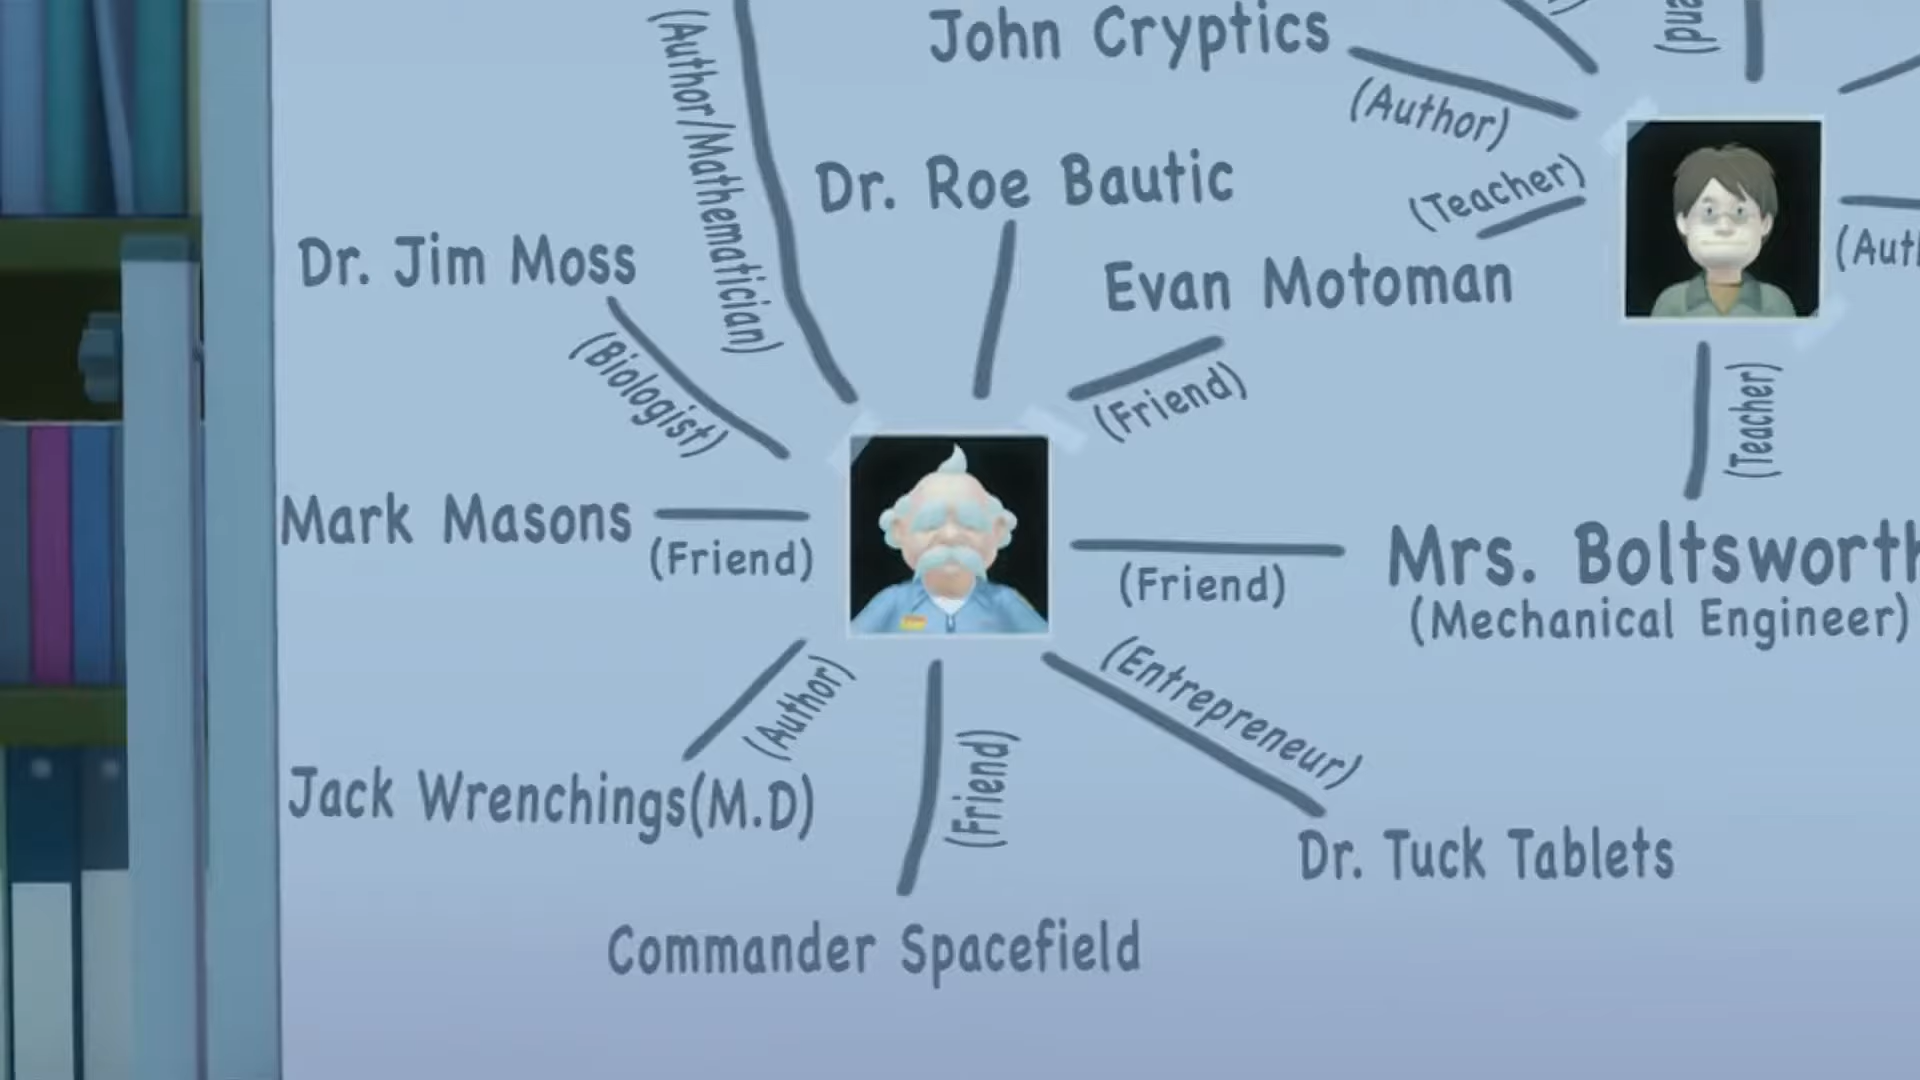 John Cryptics
(Author/Mathematician)
(Author)
Dr. Roe Bautic
(Teacher)
Dr. Jim Moss
Evan Motoman
(Biologist)
(Friend)
(Teacher)
Mark Masons
(Friend)
(Friend)
Mrs. Boltsworth
(Mechanical Engineer)
(Author)
(Entrepreneur)
Jack Wrenchings(M.D)
(Friend)
Dr. Tuck Tablets
Commander Spacefield